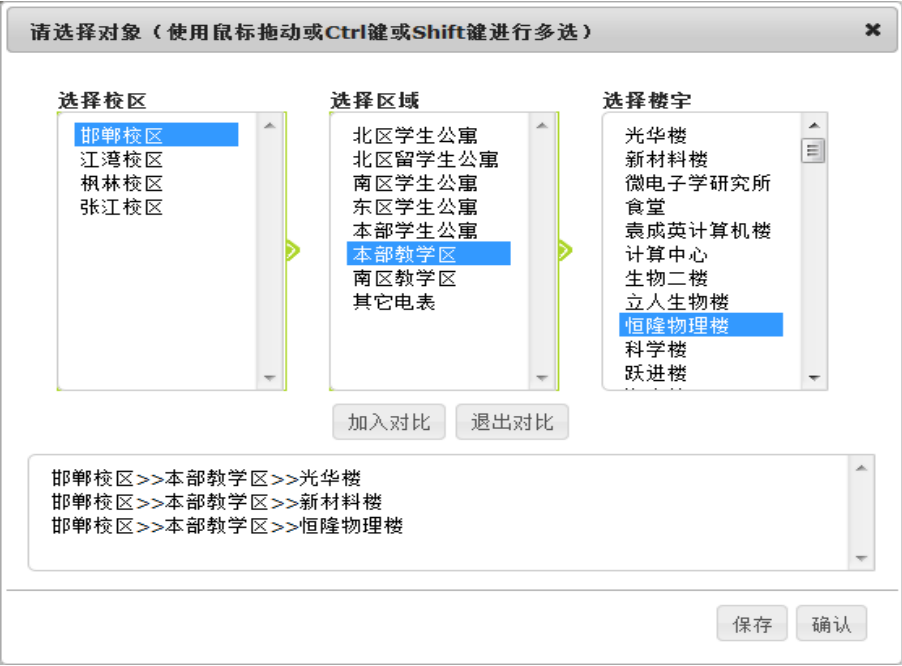 请选择对象（使用鼠标拖动或Ctrl键或Shift键进行多选）
选择校区
邯郸校区
江湾校区
枫林校区
张江校区
选择区域
北区学生公寓
北区留学生公寓
南区学生公寓
东区学生公寓
本部学生公寓
本部教学区
南区教学区
其它电表
选择楼宇
光华楼
新材料楼
微电子学研究所
食堂
袁成英计算机楼
计算中心
生物二楼
立人生物楼
恒隆物理楼
科学楼
跃进楼
加入对比
退出对比
邯郸校区>>本部教学区>>光华楼
邯郸校区>>本部教学区>>新材料楼
邯郸校区>>本部教学区>>恒隆物理楼
保存
确认